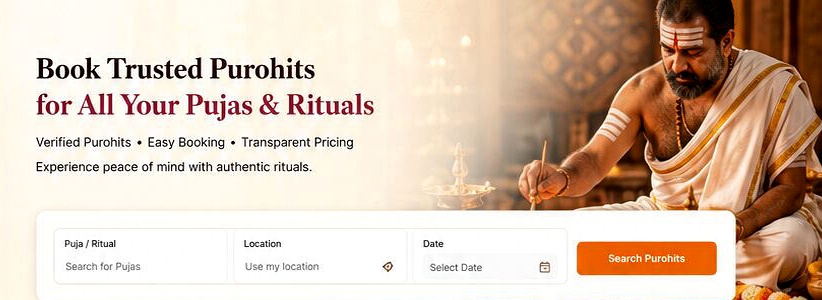 Book Trusted Purohits
for All Your Pujas & Rituals
Verified Purohits • Easy Booking • Transparent Pricing
Experience peace of mind with authentic rituals.
Puja / Ritual
Search for Pujas
Location
Use my location
Date
Select Date
Search Purohits